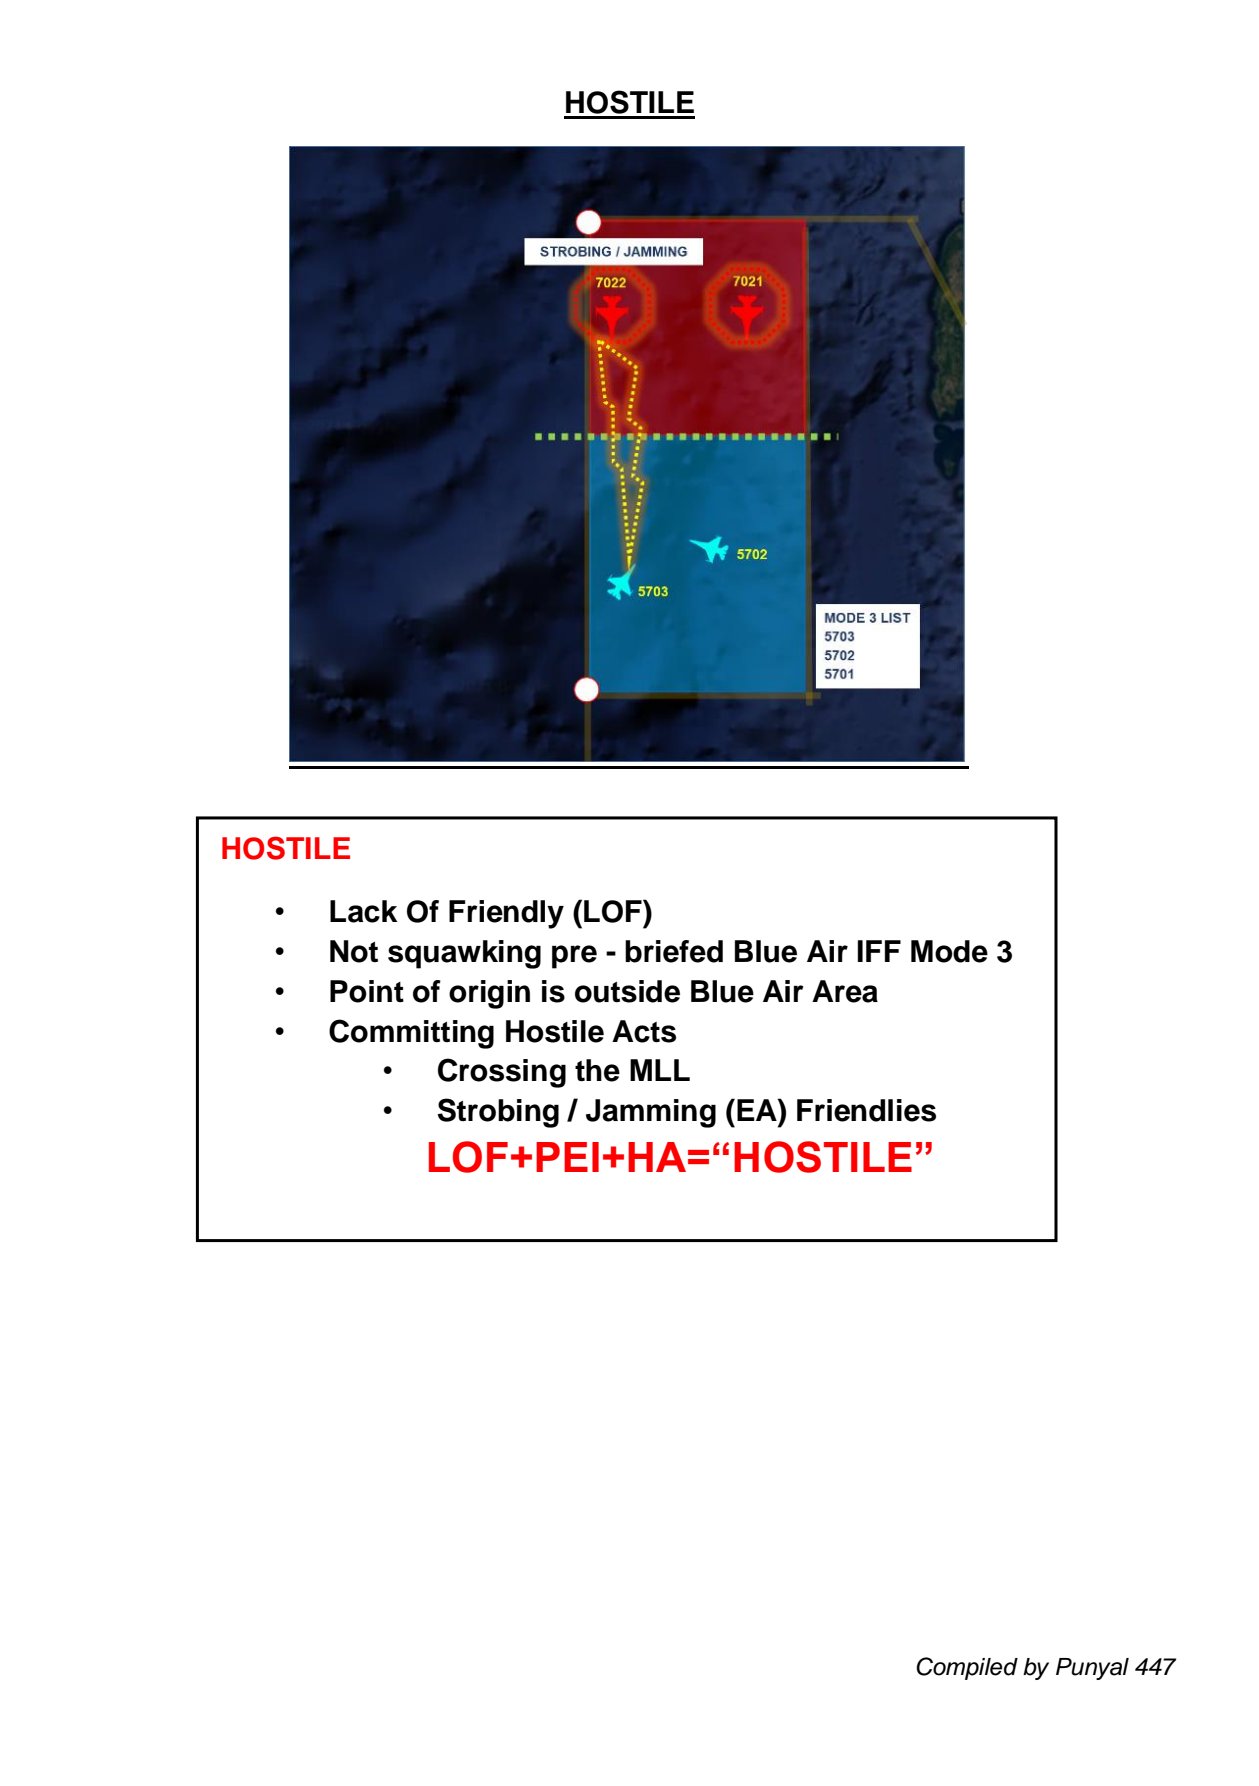 HOSTILE
STROBING / JAMMING
7022
7021
5702
5703
MODE 3 LIST
5703
5702
5701
HOSTILE
• Lack Of Friendly (LOF)
• Not squawking pre - briefed Blue Air IFF Mode 3
• Point of origin is outside Blue Air Area
• Committing Hostile Acts
• Crossing the MLL
• Strobing / Jamming (EA) Friendlies
LOF+PEI+HA=“HOSTILE”
Compiled by Punyal 447